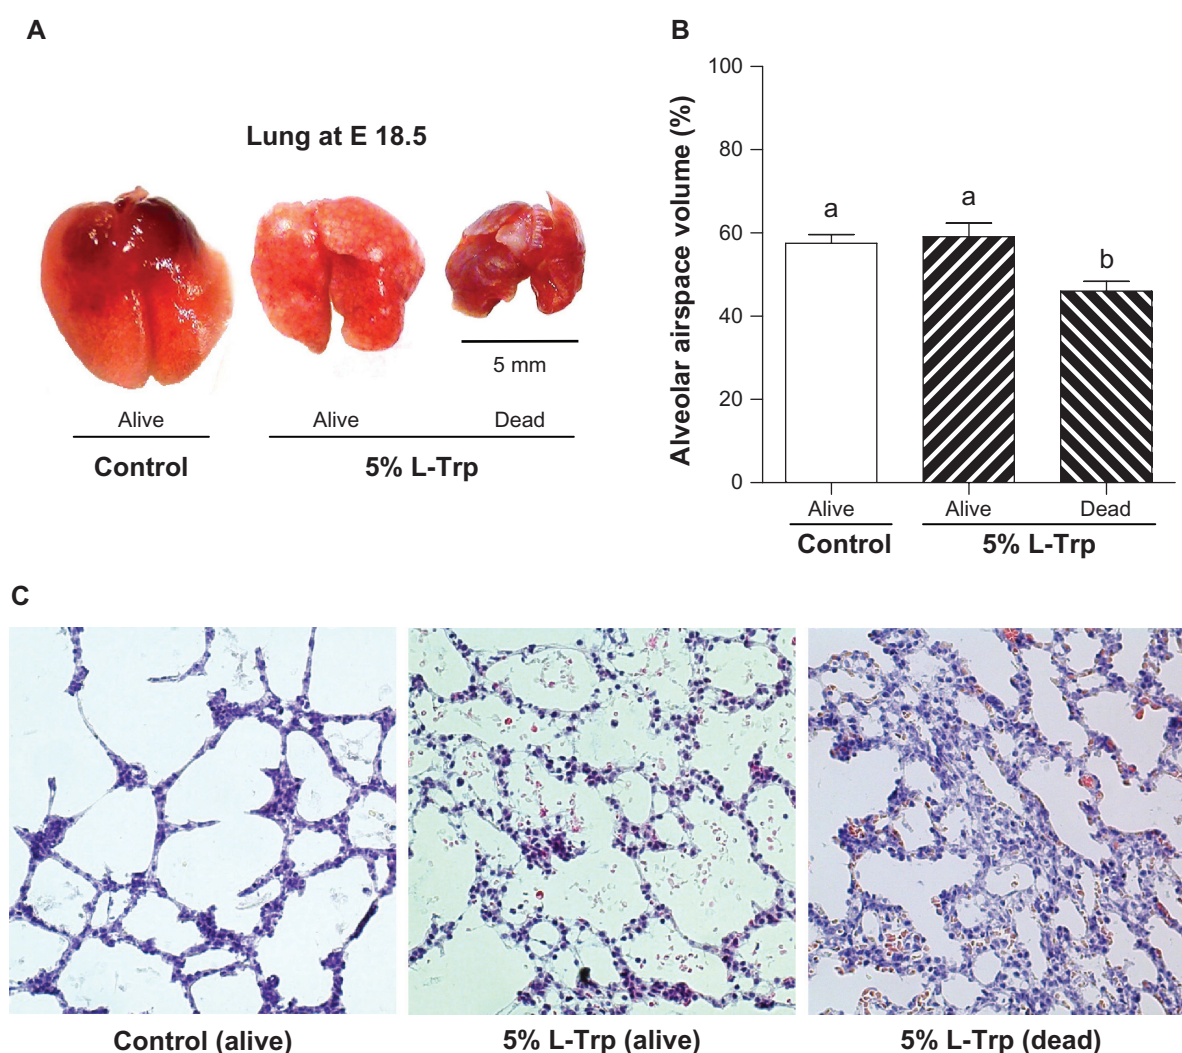 A
Lung at E 18.5
5 mm
Alive
Alive
Dead
Control
5% L-Trp
B
Alveolar airspace volume (%)
100
80
60
40
20
0
a
a
b
Alive
Alive
Dead
Control
5% L-Trp
C
Control (alive)
5% L-Trp (alive)
5% L-Trp (dead)